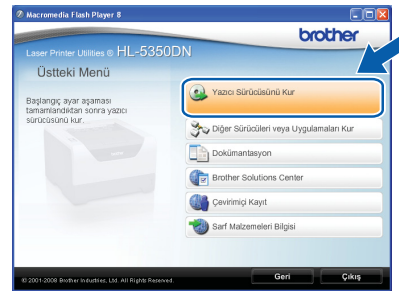 Macromedia Flash Player 8
brother
Laser Printer Utilities ® HL-5350DN
Üstteki Menü
Başlangıç ayar aşaması
tamamlandıktan sonra yazıcı
sürücüsünü kur.
Yazıcı Sürücüsünü Kur
Diğer Sürücüleri veya Uygulamaları Kur
Dokümantasyon
Brother Solutions Center
Çevirimiçi Kayıt
Sarf Malzemeleri Bilgisi
© 2001-2008 Brother Industries, Ltd. All Rights Reserved.
Geri
Çıkış